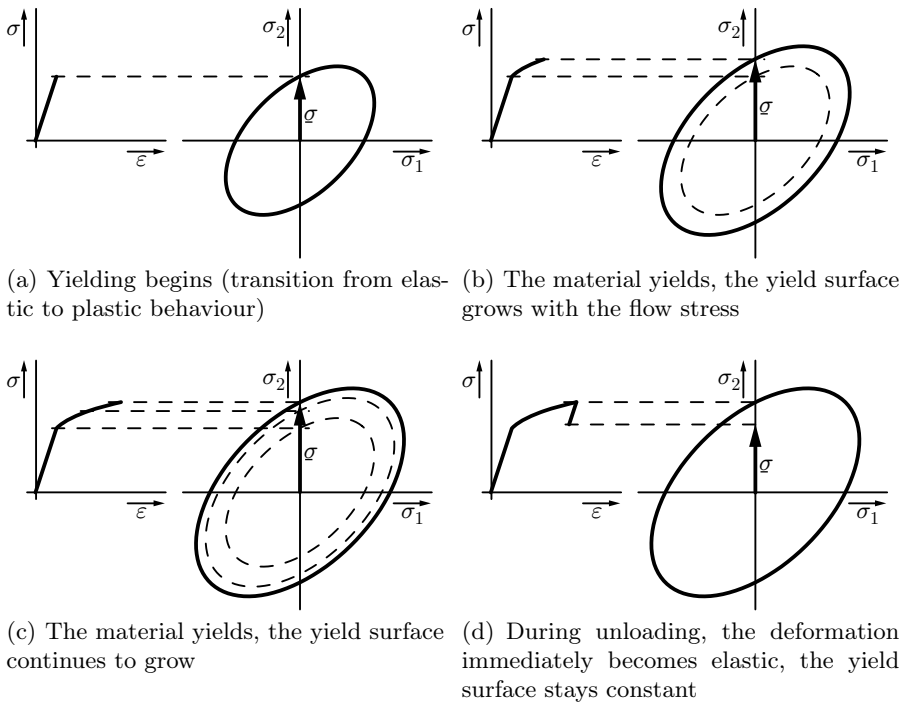 σ
σ2
σ
ε
σ1
σ
σ2
σ
ε
σ1
(a) Yielding begins (transition from elas-
tic to plastic behaviour)
(b) The material yields, the yield surface
grows with the flow stress
σ
σ2
σ
ε
σ1
σ
σ2
σ
ε
σ1
(c) The material yields, the yield surface
continues to grow
(d) During unloading, the deformation
immediately becomes elastic, the yield
surface stays constant